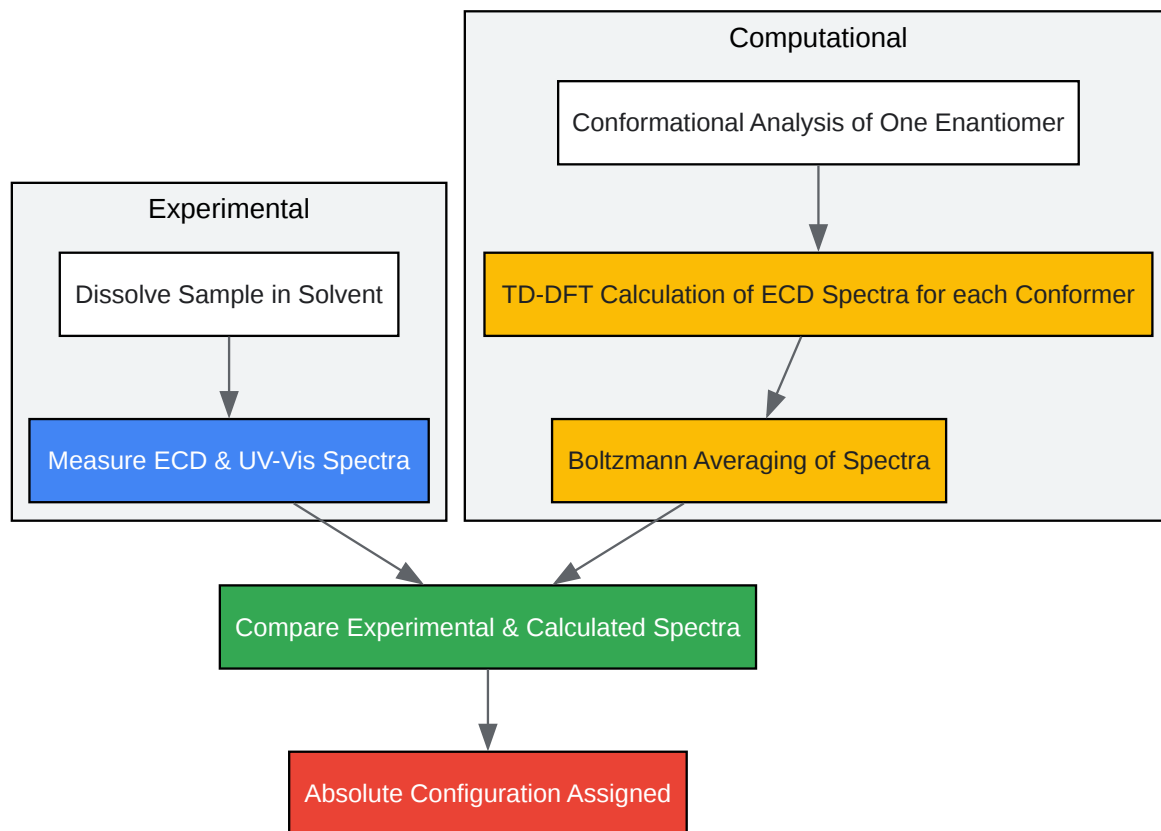 Computational
Conformational Analysis of One Enantiomer
Experimental
Dissolve Sample in Solvent
TD-DFT Calculation of ECD Spectra for each Conformer
Measure ECD & UV-Vis Spectra
Boltzmann Averaging of Spectra
Compare Experimental & Calculated Spectra
Absolute Configuration Assigned